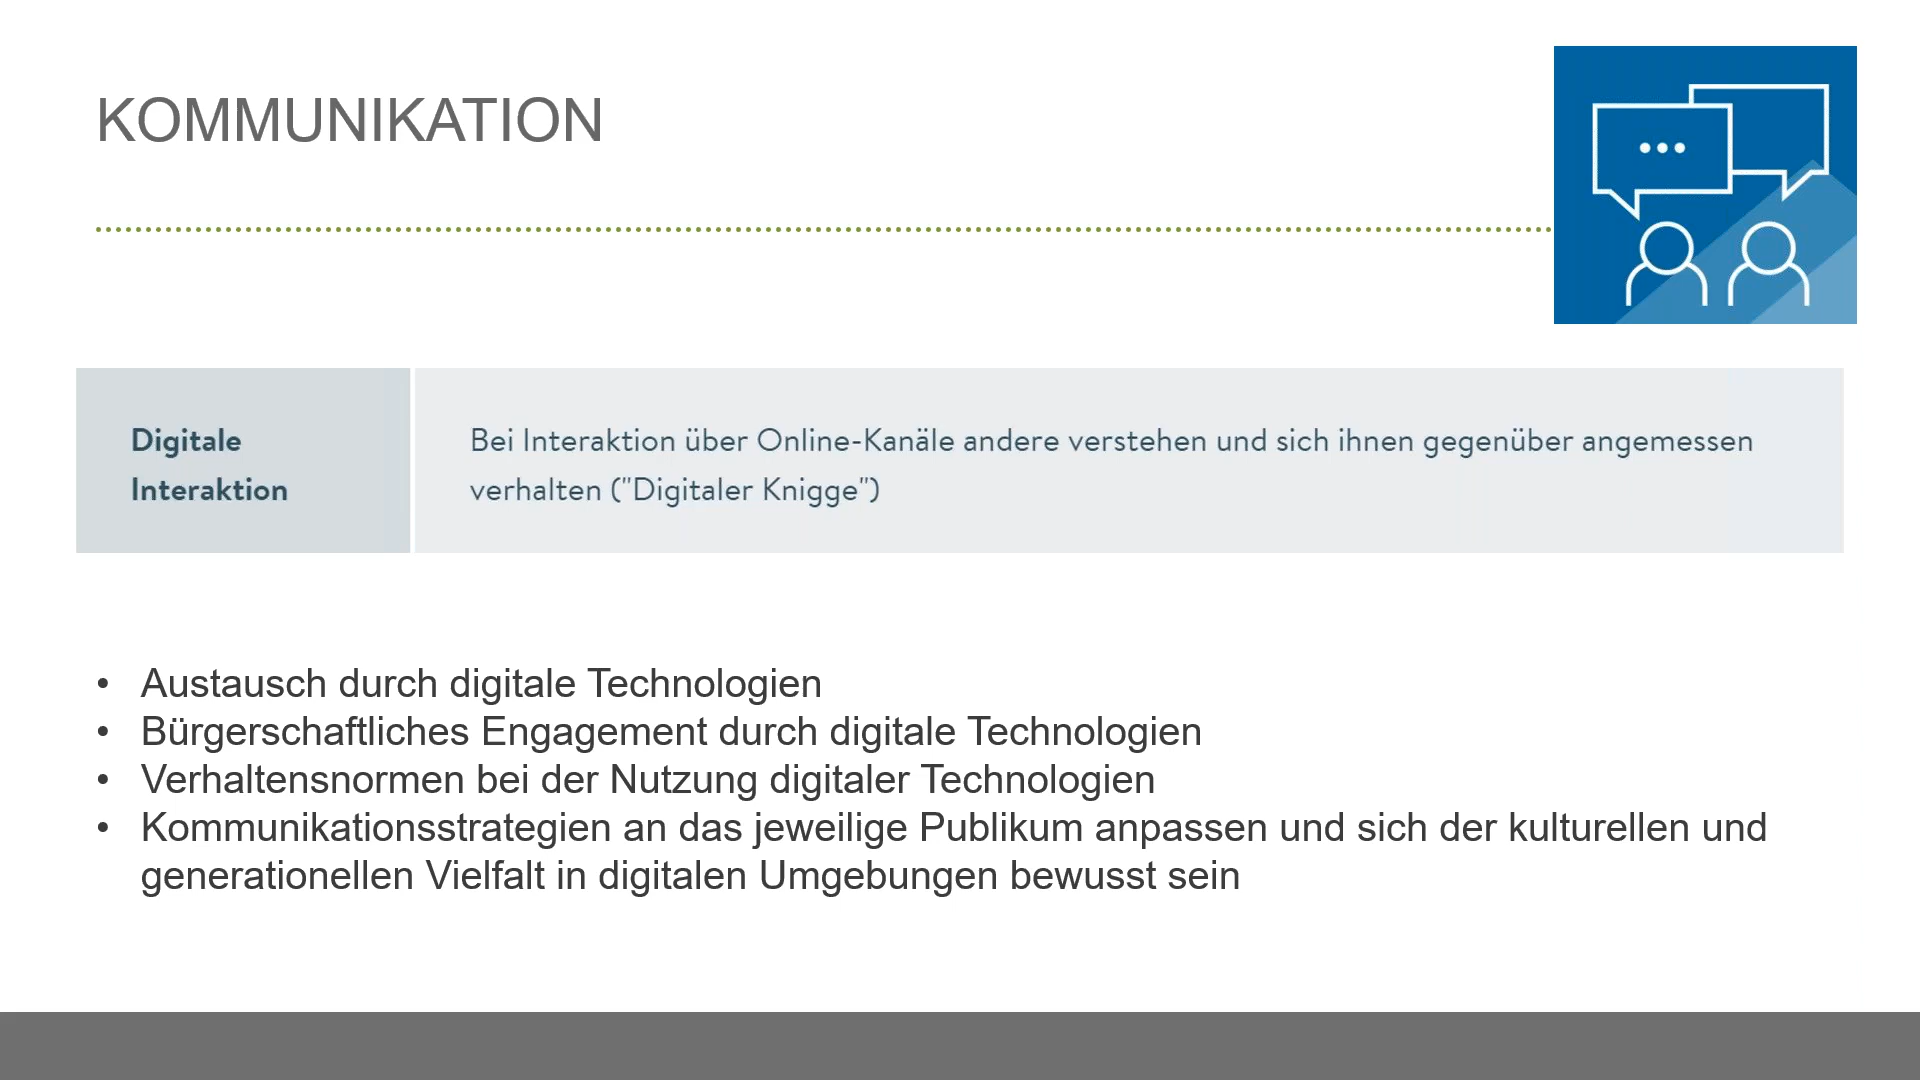 KOMMUNIKATION
Digitale
Interaktion
Bei Interaktion über Online-Kanäle andere verstehen und sich ihnen gegenüber angemessen
verhalten ("Digitaler Knigge")
• Austausch durch digitale Technologien
• Bürgerschaftliches Engagement durch digitale Technologien
• Verhaltensnormen bei der Nutzung digitaler Technologien
• Kommunikationsstrategien an das jeweilige Publikum anpassen und sich der kulturellen und
generationellen Vielfalt in digitalen Umgebungen bewusst sein